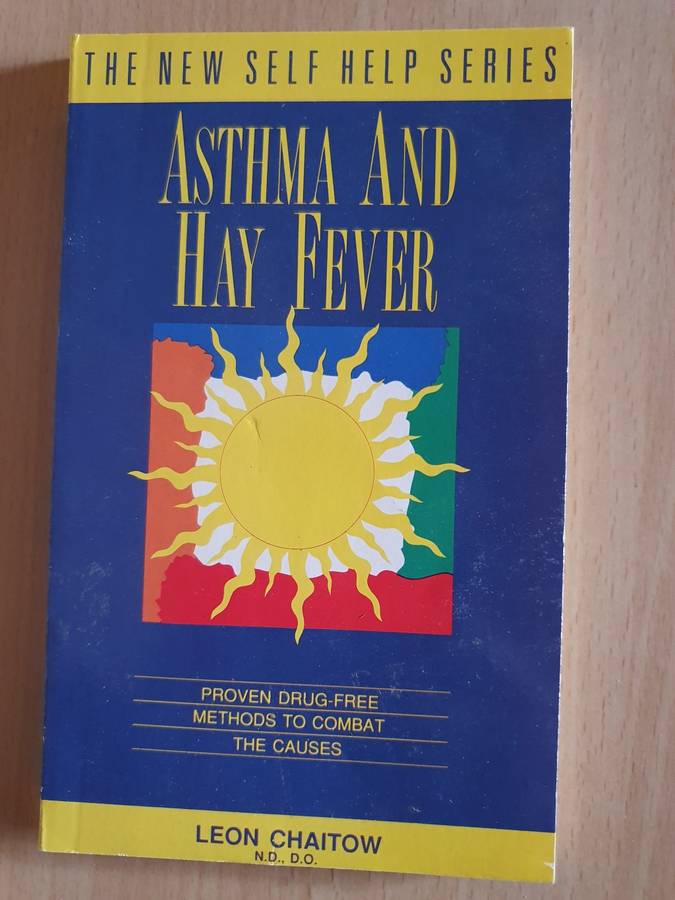 THE NEW SELF HELP SERIES
ASTHMA AND
HAY FEVER
PROVEN DRUG-FREE
METHODS TO COMBAT
THE CAUSES
LEON CHAITOW
N.D., D.O.